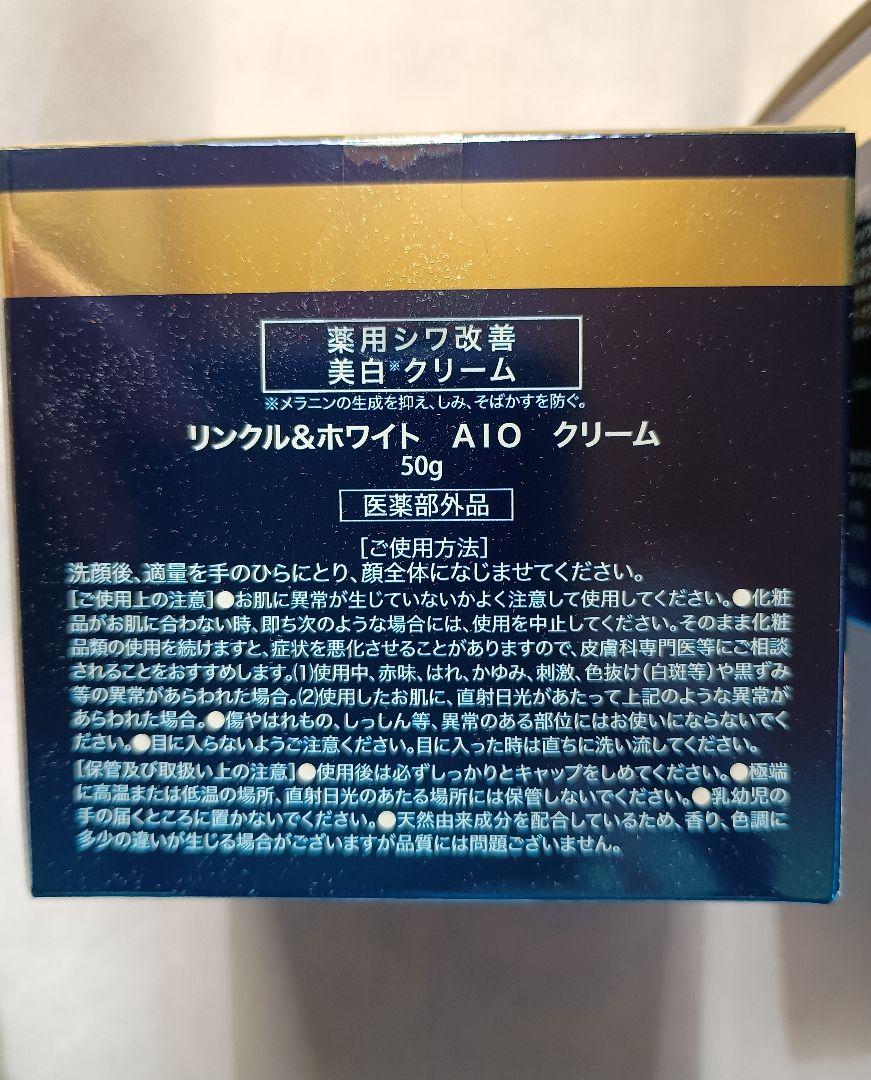 薬用シワ改善
美白※クリーム
※メラニンの生成を抑え、しみ、そばかすを防ぐ。
リンクル&ホワイト　AIO　クリーム
50g
医薬部外品
[ご使用方法]
洗顔後、適量を手のひらにとり、顔全体になじませてください。
[ご使用上の注意]●お肌に異常が生じていないかよく注意して使用してください。●化粧
品がお肌に合わない時、即ち次のような場合には、使用を中止してください。そのまま化粧
品類の使用を続けますと、症状を悪化させることがありますので、皮膚科専門医等にご相談
されることをおすすめします。(1)使用中、赤味、はれ、かゆみ、刺激、色抜け(白斑等)や黒ずみ
等の異常があらわれた場合。(2)使用したお肌に、直射日光があたって上記のような異常が
あらわれた場合。●傷やはれもの、しっしん等、異常のある部位にはお使いにならないでく
ださい。●目に入らないようご注意ください。目に入った時は直ちに洗い流してください。
[保管及び取扱い上の注意]●使用後は必ずしっかりとキャップをしめてください。●極端
に高温または低温の場所、直射日光のあたる場所には保管しないでください。●乳幼児の
手の届くところに置かないでください。●天然由来成分を配合しているため、香り、色調に
多少の違いが生じる場合がございますが品質には問題ございません。